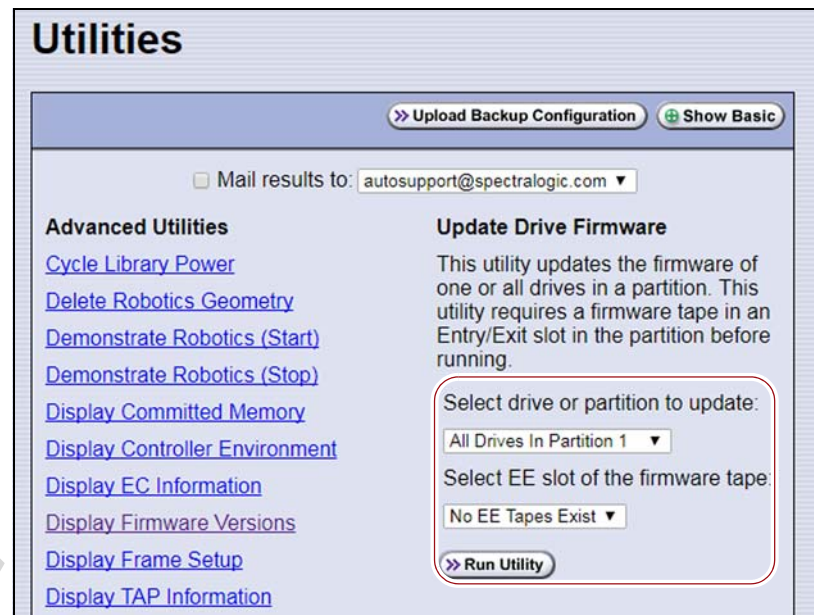 Utilities
Upload Backup Configuration
Show Basic
Mail results to: autosupport@spectralogic.com
Advanced Utilities
Cycle Library Power
Delete Robotics Geometry
Demonstrate Robotics (Start)
Demonstrate Robotics (Stop)
Display Committed Memory
Display Controller Environment
Display EC Information
Display Firmware Versions
Display Frame Setup
Display TAP Information
Update Drive Firmware
This utility updates the firmware of
one or all drives in a partition. This
utility requires a firmware tape in an
Entry/Exit slot in the partition before
running.
Select drive or partition to update:
All Drives In Partition 1
Select EE slot of the firmware tape:
No EE Tapes Exist
Run Utility